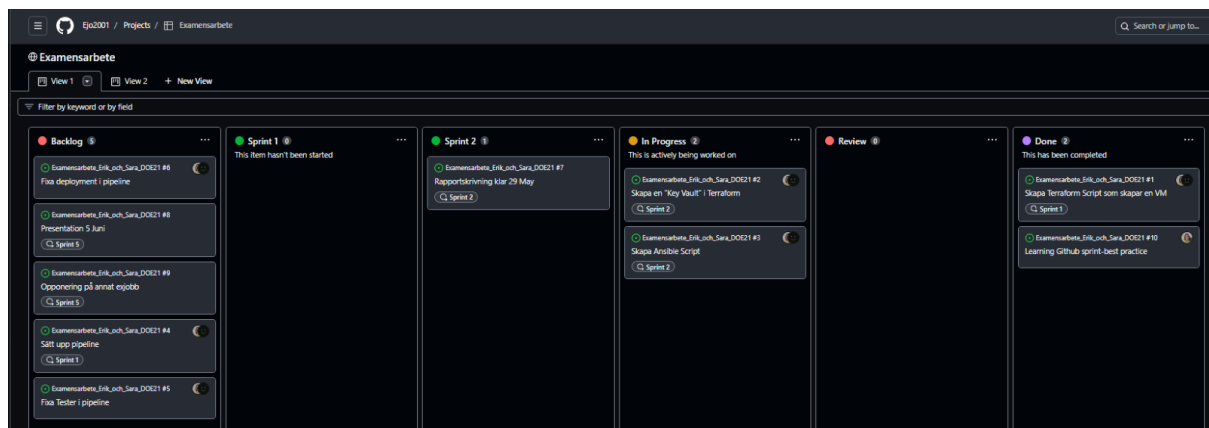 Ejo2001 / Projects / Examensarbete
Search or jump to...
Examensarbete
View 1 View 2 + New View
Filter by keyword or by field
Backlog 5
Examensarbete_Erik_och_Sara_DOE21 #6
Fixa deployment i pipeline
Examensarbete_Erik_och_Sara_DOE21 #8
Presentation 5 Juni
Sprint 5
Examensarbete_Erik_och_Sara_DOE21 #9
Opponering på annat exjobb
Sprint 5
Examensarbete_Erik_och_Sara_DOE21 #4
Sätt upp pipeline
Sprint 1
Examensarbete_Erik_och_Sara_DOE21 #5
Fixa Tester i pipeline
Sprint 1 0
This item hasn't been started
Sprint 2 1
Examensarbete_Erik_och_Sara_DOE21 #7
Rapportskrivning klar 29 May
Sprint 2
In Progress 2
This is actively being worked on
Examensarbete_Erik_och_Sara_DOE21 #2
Skapa en "Key Vault" i Terraform
Sprint 2
Examensarbete_Erik_och_Sara_DOE21 #3
Skapa Ansible Script
Sprint 2
Review 0
Done 2
This has been completed
Examensarbete_Erik_och_Sara_DOE21 #1
Skapa Terraform Script som skapar en VM
Sprint 1
Examensarbete_Erik_och_Sara_DOE21 #10
Learning Github sprint-best practice